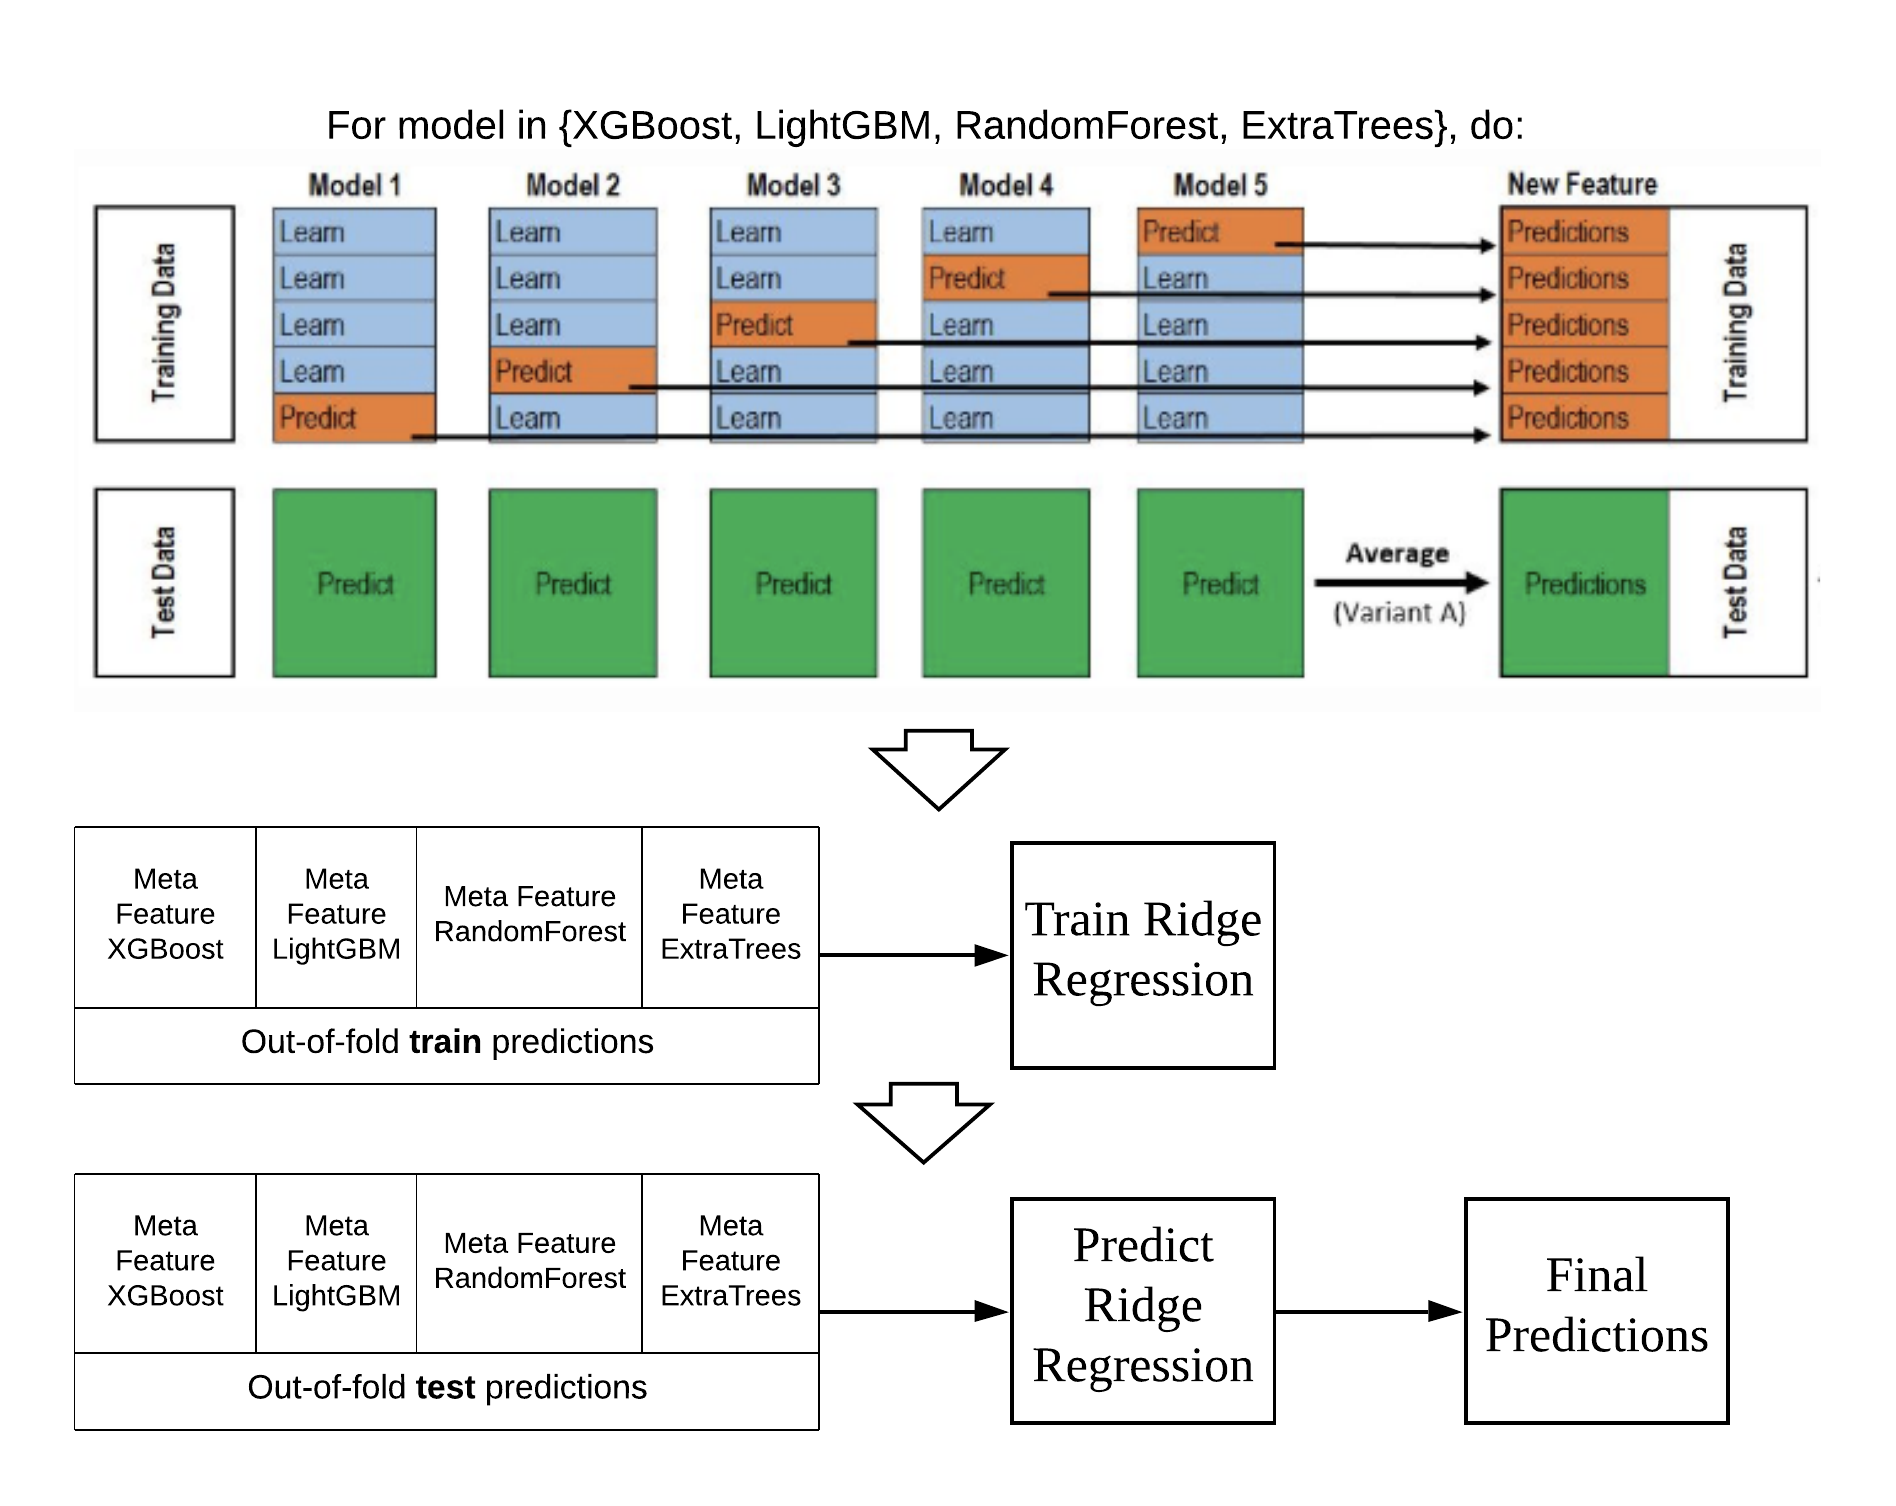 For model in {XGBoost, LightGBM, RandomForest, ExtraTrees}, do:
Model 1 Model 2 Model 3 Model 4 Model 5 New Feature
Training Data
Learn Learn Learn Learn Predict Predictions
Learn Learn Learn Predict Learn Predictions
Learn Learn Predict Learn Learn Predictions
Learn Predict Learn Learn Learn Predictions
Predict Learn Learn Learn Learn Predictions
Training Data
Test Data
Predict Predict Predict Predict Predict
Average
(Variant A)
Predictions
Test Data
Meta
Feature
XGBoost
Meta
Feature
LightGBM
Meta Feature
RandomForest
Meta
Feature
ExtraTrees
Out-of-fold train predictions
Train Ridge
Regression
Meta
Feature
XGBoost
Meta
Feature
LightGBM
Meta Feature
RandomForest
Meta
Feature
ExtraTrees
Out-of-fold test predictions
Predict
Ridge
Regression
Final
Predictions